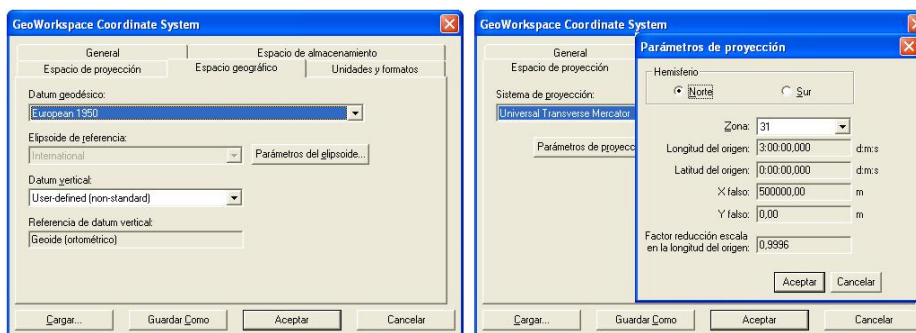 GeoWorkspace Coordinate System
General
Espacio de almacenamiento
Espacio de proyección
Espacio geográfico
Unidades y formatos
Datum geodésico:
European 1950
Elipsoide de referencia:
International
Parámetros del elipsoide...
Datum vertical:
User-defined (non-standard)
Referencia de datum vertical:
Geoide (ortométrico)
Cargar...
Guardar Como
Aceptar
Cancelar
GeoWorkspace Coordinate System
General
Espacio de proyección
Sistema de proyección:
Universal Transverse Mercator
Parámetros de proyecc
Cargar...
Guardar Como
Aceptar
Cancelar
Parámetros de proyección
Hemisferio
Norte
Sur
Zona: 31
Longitud del origen: 3:00:00,000 d:m:s
Latitud del origen: 0:00:00,000 d:m:s
X falso: 500000,00 m
Y falso: 0,00 m
Factor reducción escala
en la longitud del origen: 0,9996
Aceptar
Cancelar